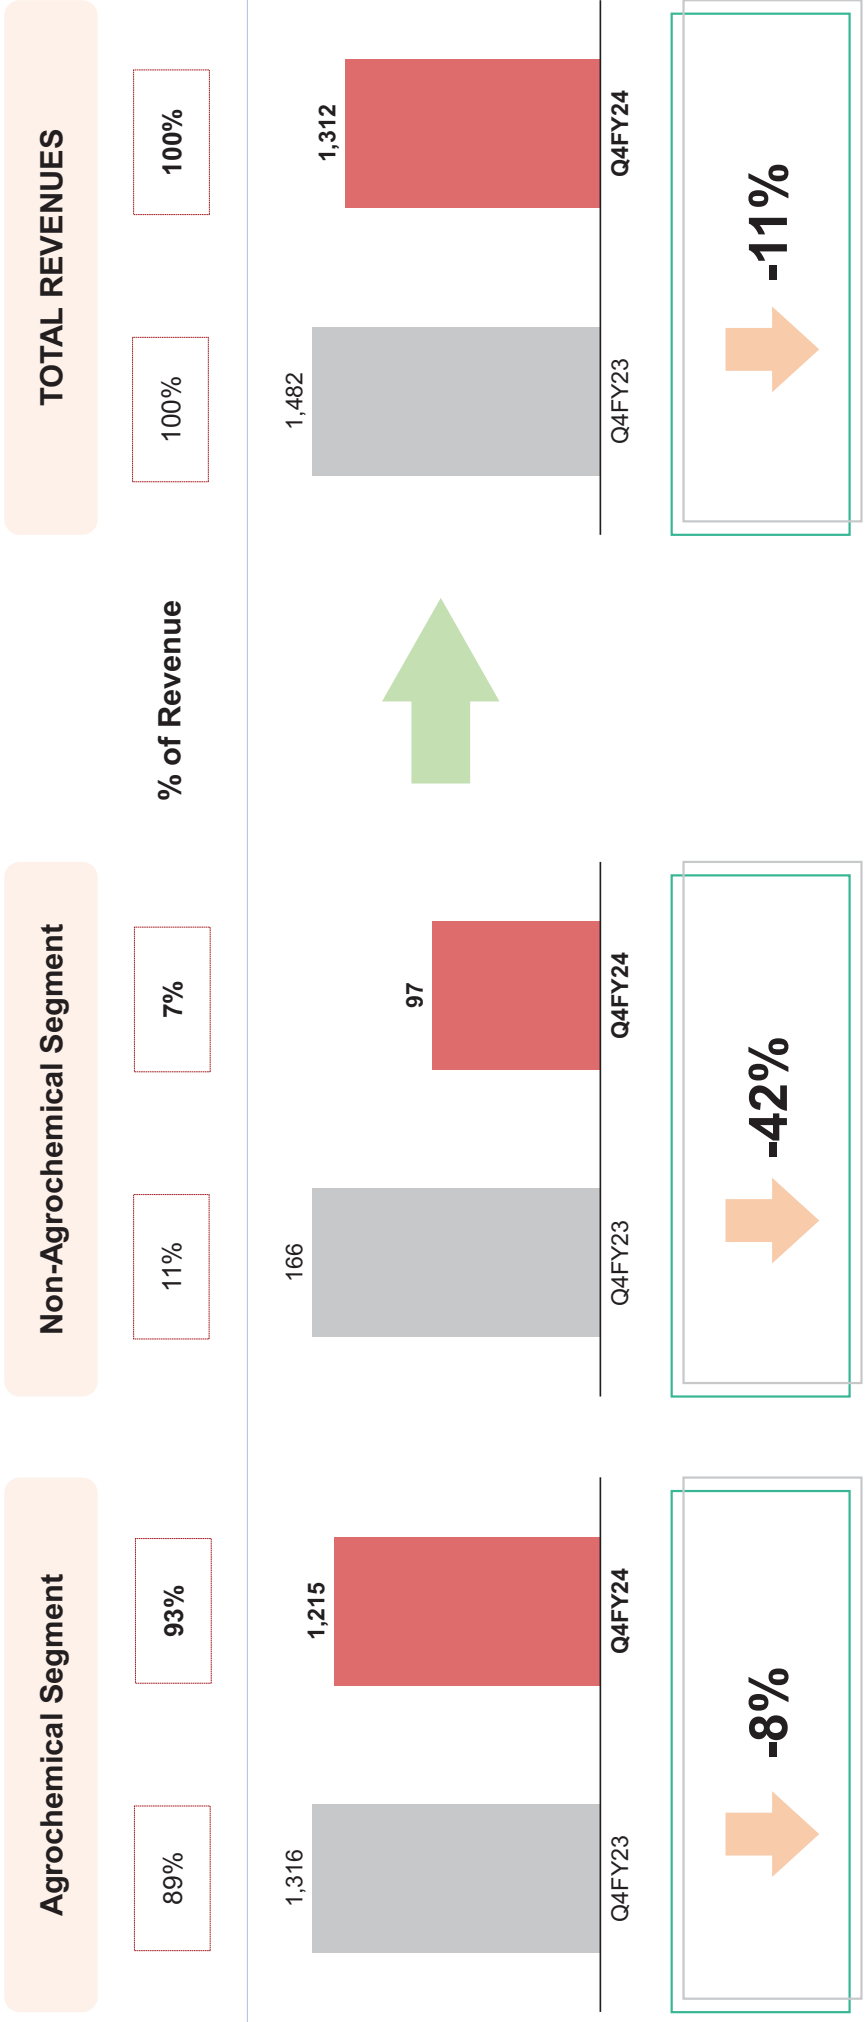 Agrochemical Segment
Non-Agrochemical Segment
TOTAL REVENUES
89%
93%
11%
7%
% of Revenue
100%
100%
1,316
1,215
166
97
1,482
1,312
Q4FY23
Q4FY24
Q4FY23
Q4FY24
Q4FY23
Q4FY24
-8%
-42%
-11%